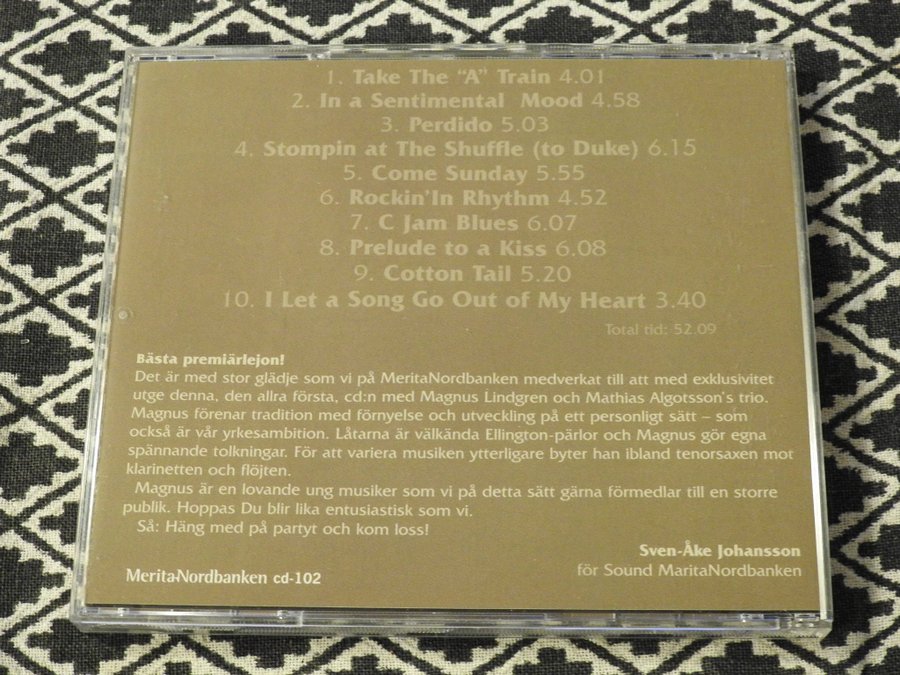 1. Take The "A" Train 4.01
2. In a Sentimental Mood 4.58
3. Perdido 5.03
4. Stompin at The Shuffle (to Duke) 6.15
5. Come Sunday 5.55
6. Rockin'In Rhythm 4.52
7. C Jam Blues 6.07
8. Prelude to a Kiss 6.08
9. Cotton Tail 5.20
10. I Let a Song Go Out of My Heart 3.40
Total tid: 52.09
Bästa premiärlejon!
Det är med stor glädje som vi på MeritaNordbanken medverkat till att med exklusivitet
utge denna, den allra första, cd:n med Magnus Lindgren och Mathias Algotsson's trio.
Magnus förenar tradition med förnyelse och utveckling på ett personligt sätt – som
också är vår yrkesambition. Låtarna är välkända Ellington-pärlor och Magnus gör egna
spännande tolkningar. För att variera musiken ytterligare byter han ibland tenorsaxen mot
klarinetten och flöjten.
Magnus är en lovande ung musiker som vi på detta sätt gärna förmedlar till en storre
publik. Hoppas Du blir lika entusiastisk som vi.
Så: Häng med på partyt och kom loss!
Sven-Åke Johansson
för Sound MaritaNordbanken
Merita-Nordbanken cd-102